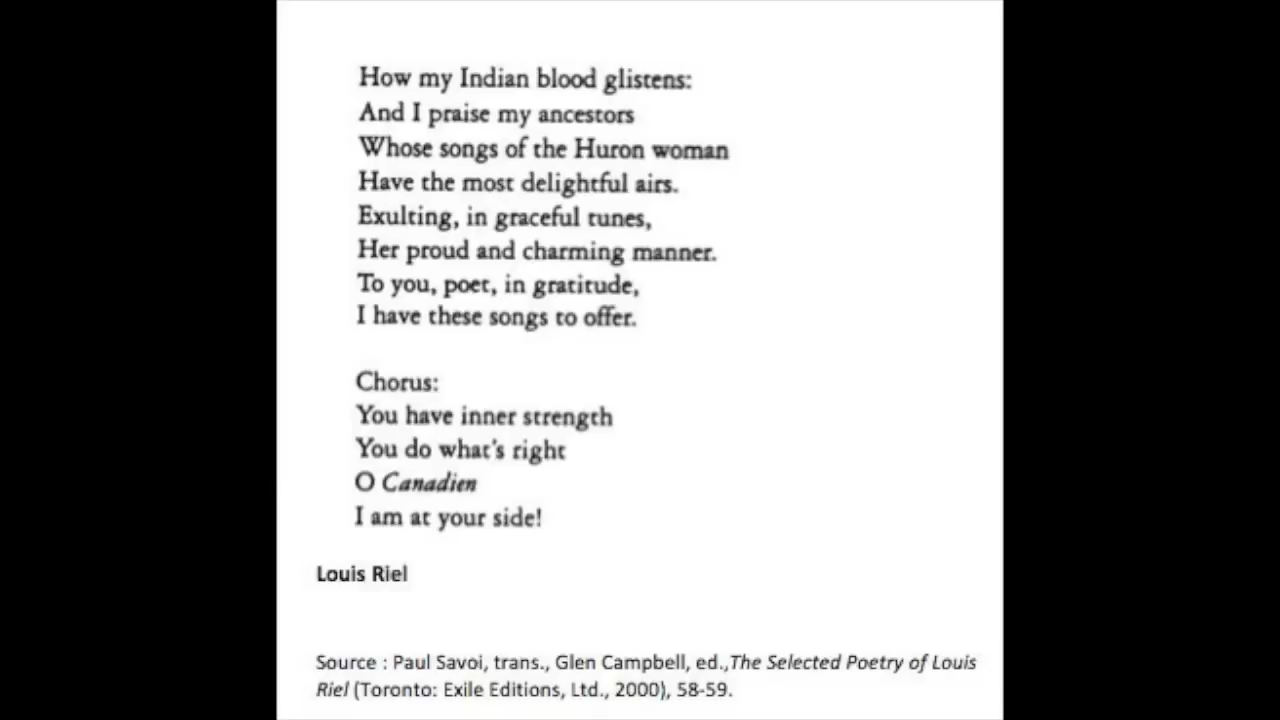 How my Indian blood glistens:
And I praise my ancestors
Whose songs of the Huron woman
Have the most delightful airs.
Exulting, in graceful tunes,
Her proud and charming manner.
To you, poet, in gratitude,
I have these songs to offer.
Chorus:
You have inner strength
You do what's right
O Canadien
I am at your side!
Louis Riel
Source : Paul Savoi, trans., Glen Campbell, ed.,The Selected Poetry of Louis
Riel (Toronto: Exile Editions, Ltd., 2000), 58-59.